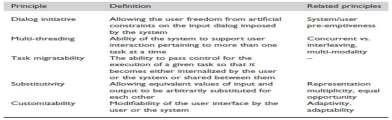 Principle Definition Related principles
Dialog initiative Allowing the user freedom from artificial System/user
constraints on the input dialog imposed pre-emptiveness
by the system
Multi-threading Ability of the system to support user Concurrent vs.
interaction pertaining to more than one interleaving,
task at a time multi-modality
Task migratability The ability to pass control for the –
execution of a given task so that it
becomes either internalized by the user
or the system or shared between them
Substitutivity Allowing equivalent values of input and Representation
output to be arbitrarily substituted for multiplicity, equal
each other opportunity
Customizability Modifiability of the user interface by the Adaptivity,
user or the system adaptability